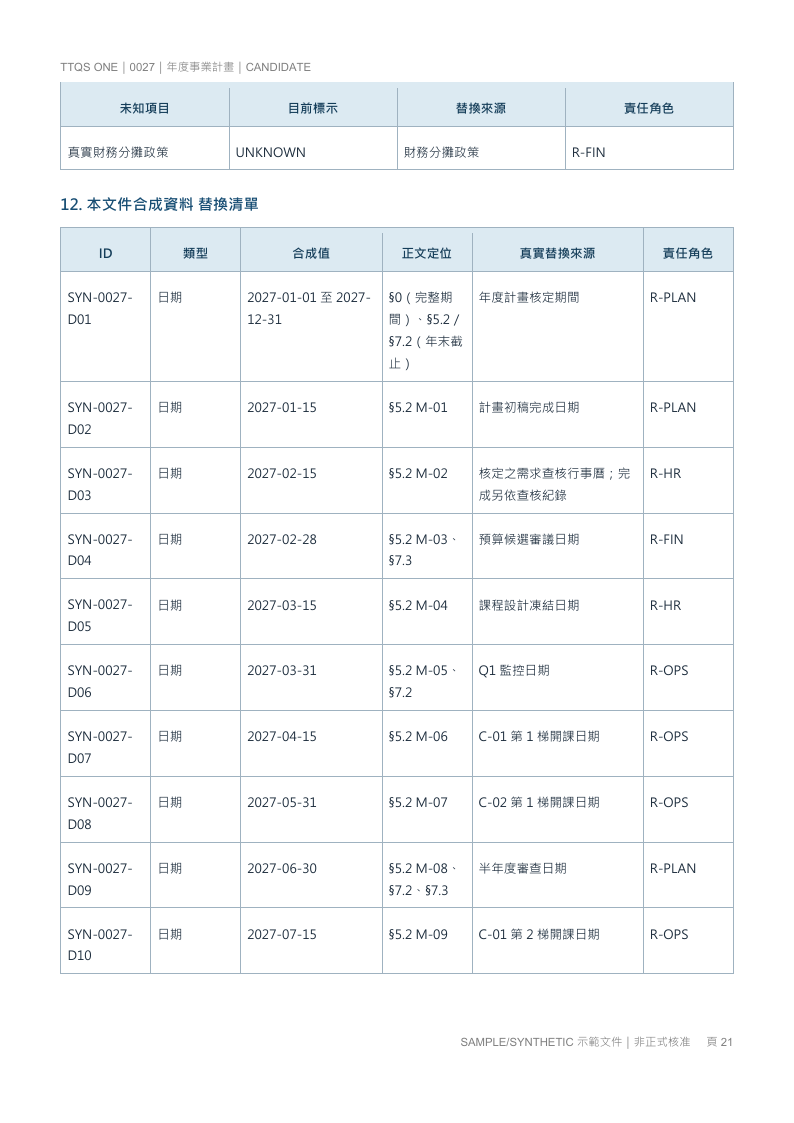 TTQS ONE｜0027｜年度事業計畫｜CANDIDATE
未知項目 目前標示 替換來源 責任角色
真實財務分攤政策 UNKNOWN 財務分攤政策 R-FIN
12. 本文件合成資料 替換清單
ID 類型 合成值 正文定位 真實替換來源 責任角色
SYN-0027- 日期 2027-01-01 至 2027- §0（完整期 年度計畫核定期間 R-PLAN
D01 12-31 間）、§5.2 /
§7.2（年末截
止）
SYN-0027- 日期 2027-01-15 §5.2 M-01 計畫初稿完成日期 R-PLAN
D02
SYN-0027- 日期 2027-02-15 §5.2 M-02 核定之需求查核行事曆；完 R-HR
D03 成另依查核紀錄
SYN-0027- 日期 2027-02-28 §5.2 M-03、 預算候選審議日期 R-FIN
D04 §7.3
SYN-0027- 日期 2027-03-15 §5.2 M-04 課程設計凍結日期 R-HR
D05
SYN-0027- 日期 2027-03-31 §5.2 M-05、 Q1 監控日期 R-OPS
D06 §7.2
SYN-0027- 日期 2027-04-15 §5.2 M-06 C-01 第 1 梯開課日期 R-OPS
D07
SYN-0027- 日期 2027-05-31 §5.2 M-07 C-02 第 1 梯開課日期 R-OPS
D08
SYN-0027- 日期 2027-06-30 §5.2 M-08、 半年度審查日期 R-PLAN
D09 §7.2、§7.3
SYN-0027- 日期 2027-07-15 §5.2 M-09 C-01 第 2 梯開課日期 R-OPS
D10
SAMPLE/SYNTHETIC 示範文件｜非正式核准 頁 21